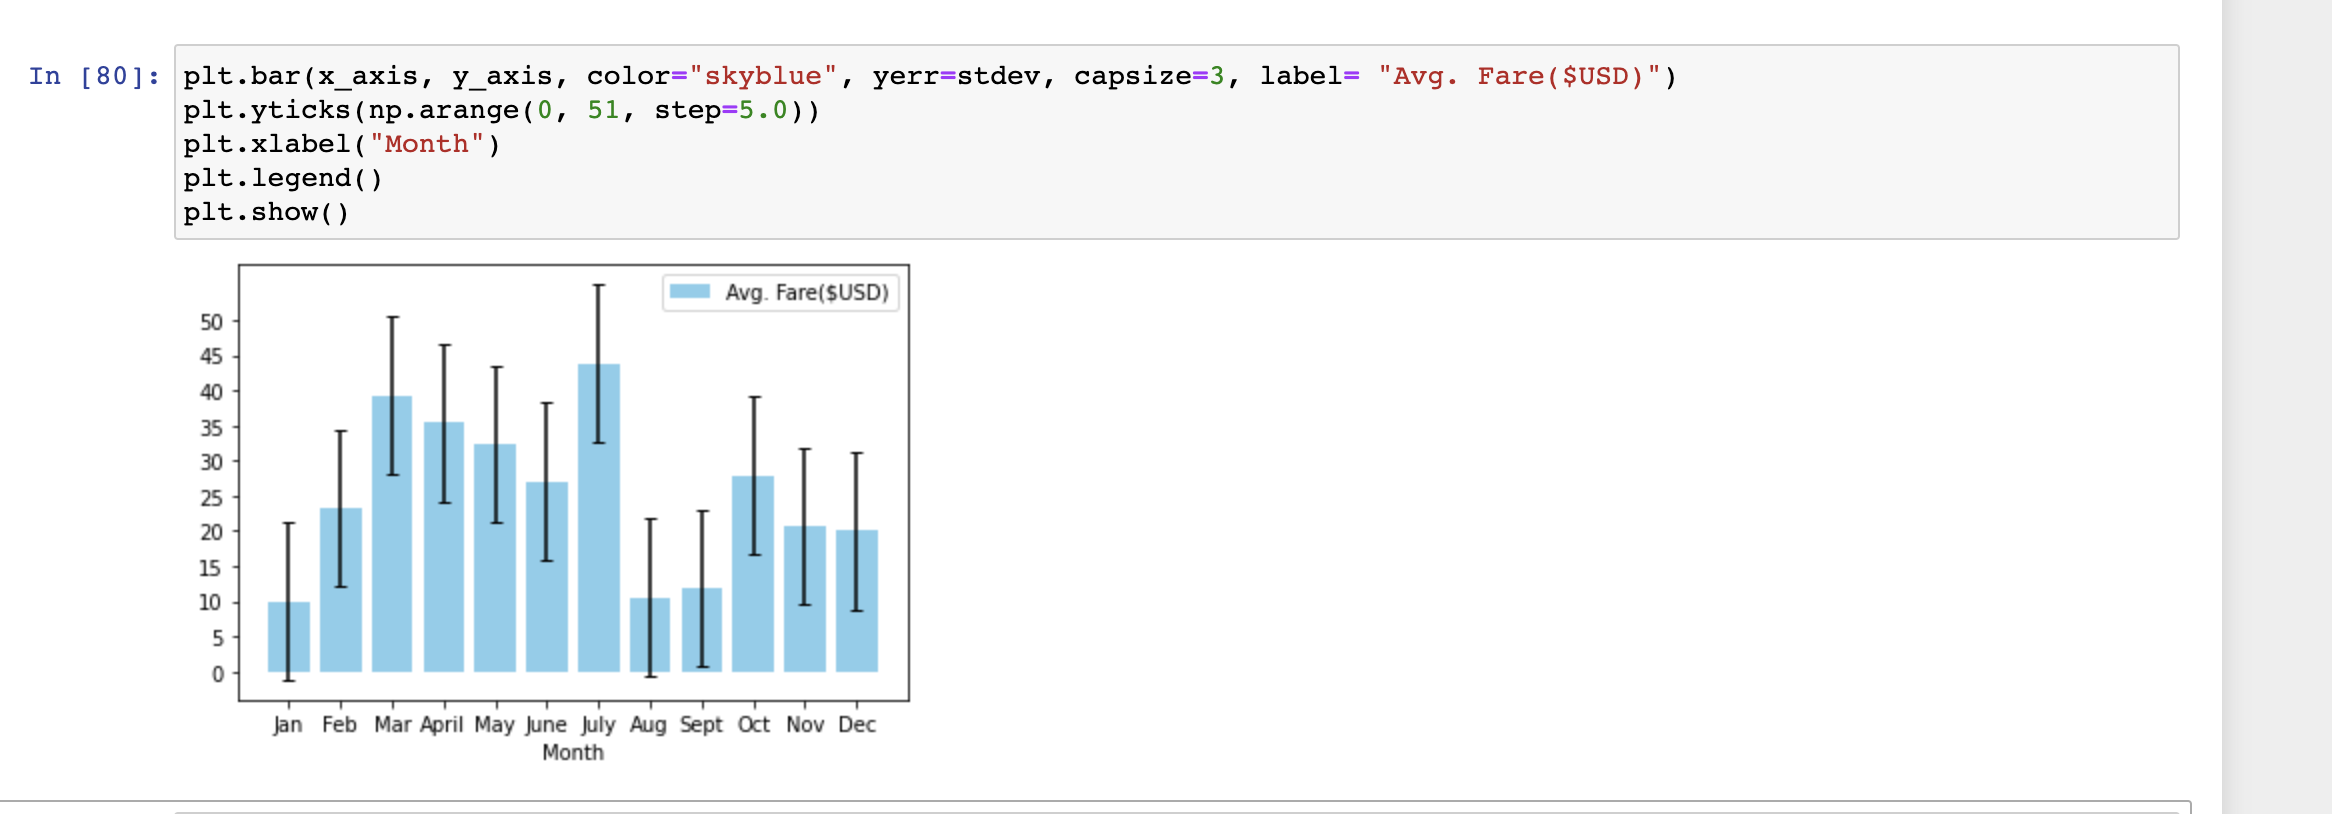 In [80]: plt.bar(x_axis, y_axis, color="skyblue", yerr=stdev, capsize=3, label= "Avg. Fare($USD)")
plt.yticks(np.arange(0, 51, step=5.0))
plt.xlabel("Month")
plt.legend()
plt.show()
Avg. Fare($USD)
50
45
40
35
30
25
20
15
10
5
0
Jan Feb Mar April May June July Aug Sept Oct Nov Dec
Month